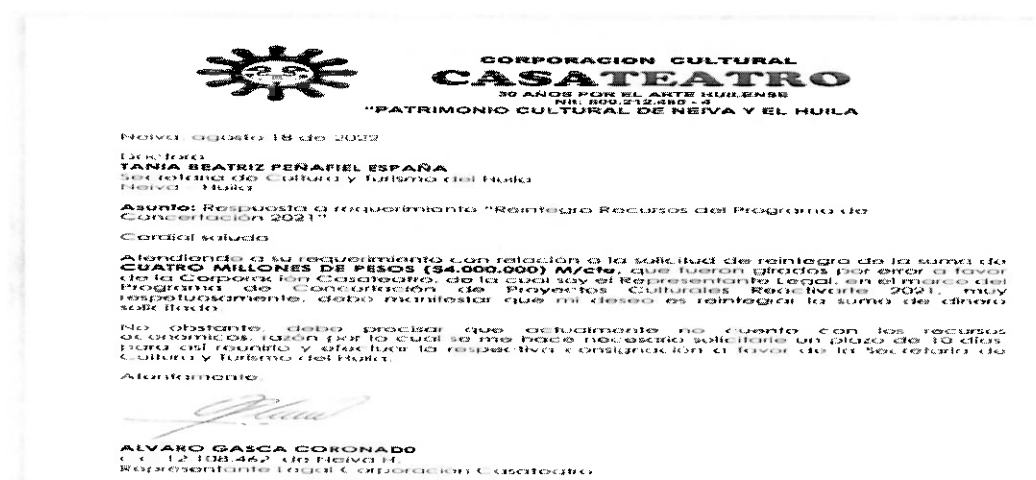 CORPORACION CULTURAL
CASATEATRO
30 AÑOS POR EL ARTE HUILENSE
Nit: 800.212.465 - 4
"PATRIMONIO CULTURAL DE NEIVA Y EL HUILA
Neiva, agosto 18 de 2022
Doctora
TANIA BEATRIZ PEÑAFIEL ESPAÑA
Secretaria de Cultura y Turismo del Huila
Neiva - Huila
Asunto: Respuesta a requerimiento "Reintegro Recursos del Programa de
Concertación 2021"
Cordial saludo
Atendiendo a su requerimiento con relación a la solicitud de reintegro de la suma de
CUATRO MILLONES DE PESOS ($4.000.000) M/cte, que fueron girados por error a favor
de la Corporación Casateatro, de la cual soy el Representante Legal, en el marco del
Programa de Concertación de Proyectos Culturales Reactivarte 2021, muy
respetuosamente, debo manifestar que mi deseo es reintegrar la suma de dinero
solicitado.
No obstante, debo precisar que actualmente no cuento con los recursos
económicos, razón por lo cual se me hace necesario solicitarle un plazo de 10 días
para así reunirlo y efectuar la respectiva consignación a favor de la Secretaría de
Cultura y Turismo del Huila.
Atentamente,
ALVARO GASCA CORONADO
C.C. 12.108.462 de Neiva H.
Representante Legal Corporación Casateatro